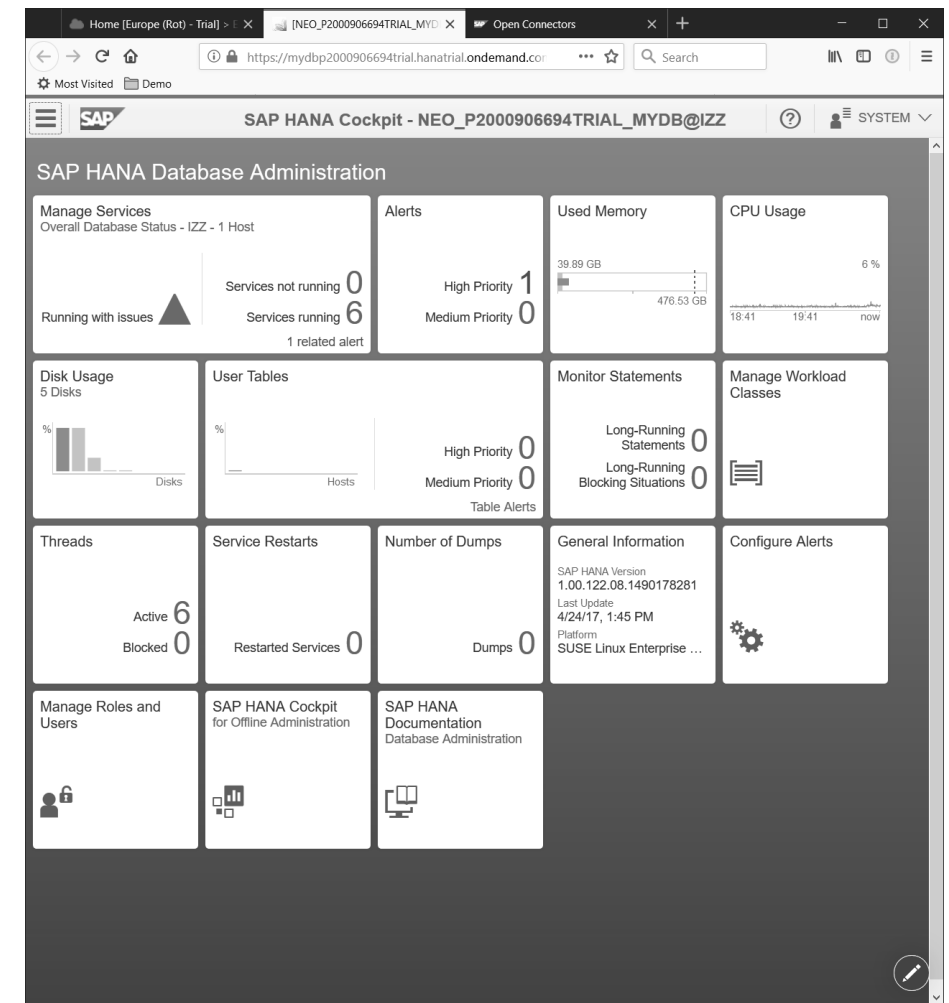 Home [Europe (Rot) - Trial] >
[NEO_P2000906694TRIAL_MYD
Open Connectors
https://mydbp2000906694trial.hanatrial.ondemand.cor
Search
Most Visited
Demo
SAP
SAP HANA Cockpit - NEO_P2000906694TRIAL_MYDB@IZZ
SYSTEM
SAP HANA Database Administration
Manage Services
Overall Database Status - IZZ - 1 Host
Running with issues
Services not running 0
Services running 6
1 related alert
Alerts
High Priority 1
Medium Priority 0
Used Memory
39.89 GB
476.53 GB
CPU Usage
6 %
18:41 19:41 now
Disk Usage
5 Disks
%
Disks
User Tables
%
Hosts
High Priority 0
Medium Priority 0
Table Alerts
Monitor Statements
Long-Running
Statements 0
Long-Running
Blocking Situations 0
Manage Workload
Classes
Threads
Active 6
Blocked 0
Service Restarts
Restarted Services 0
Number of Dumps
Dumps 0
General Information
SAP HANA Version
1.00.122.08.1490178281
Last Update
4/24/17, 1:45 PM
Platform
SUSE Linux Enterprise ...
Configure Alerts
Manage Roles and
Users
SAP HANA Cockpit
for Offline Administration
SAP HANA
Documentation
Database Administration